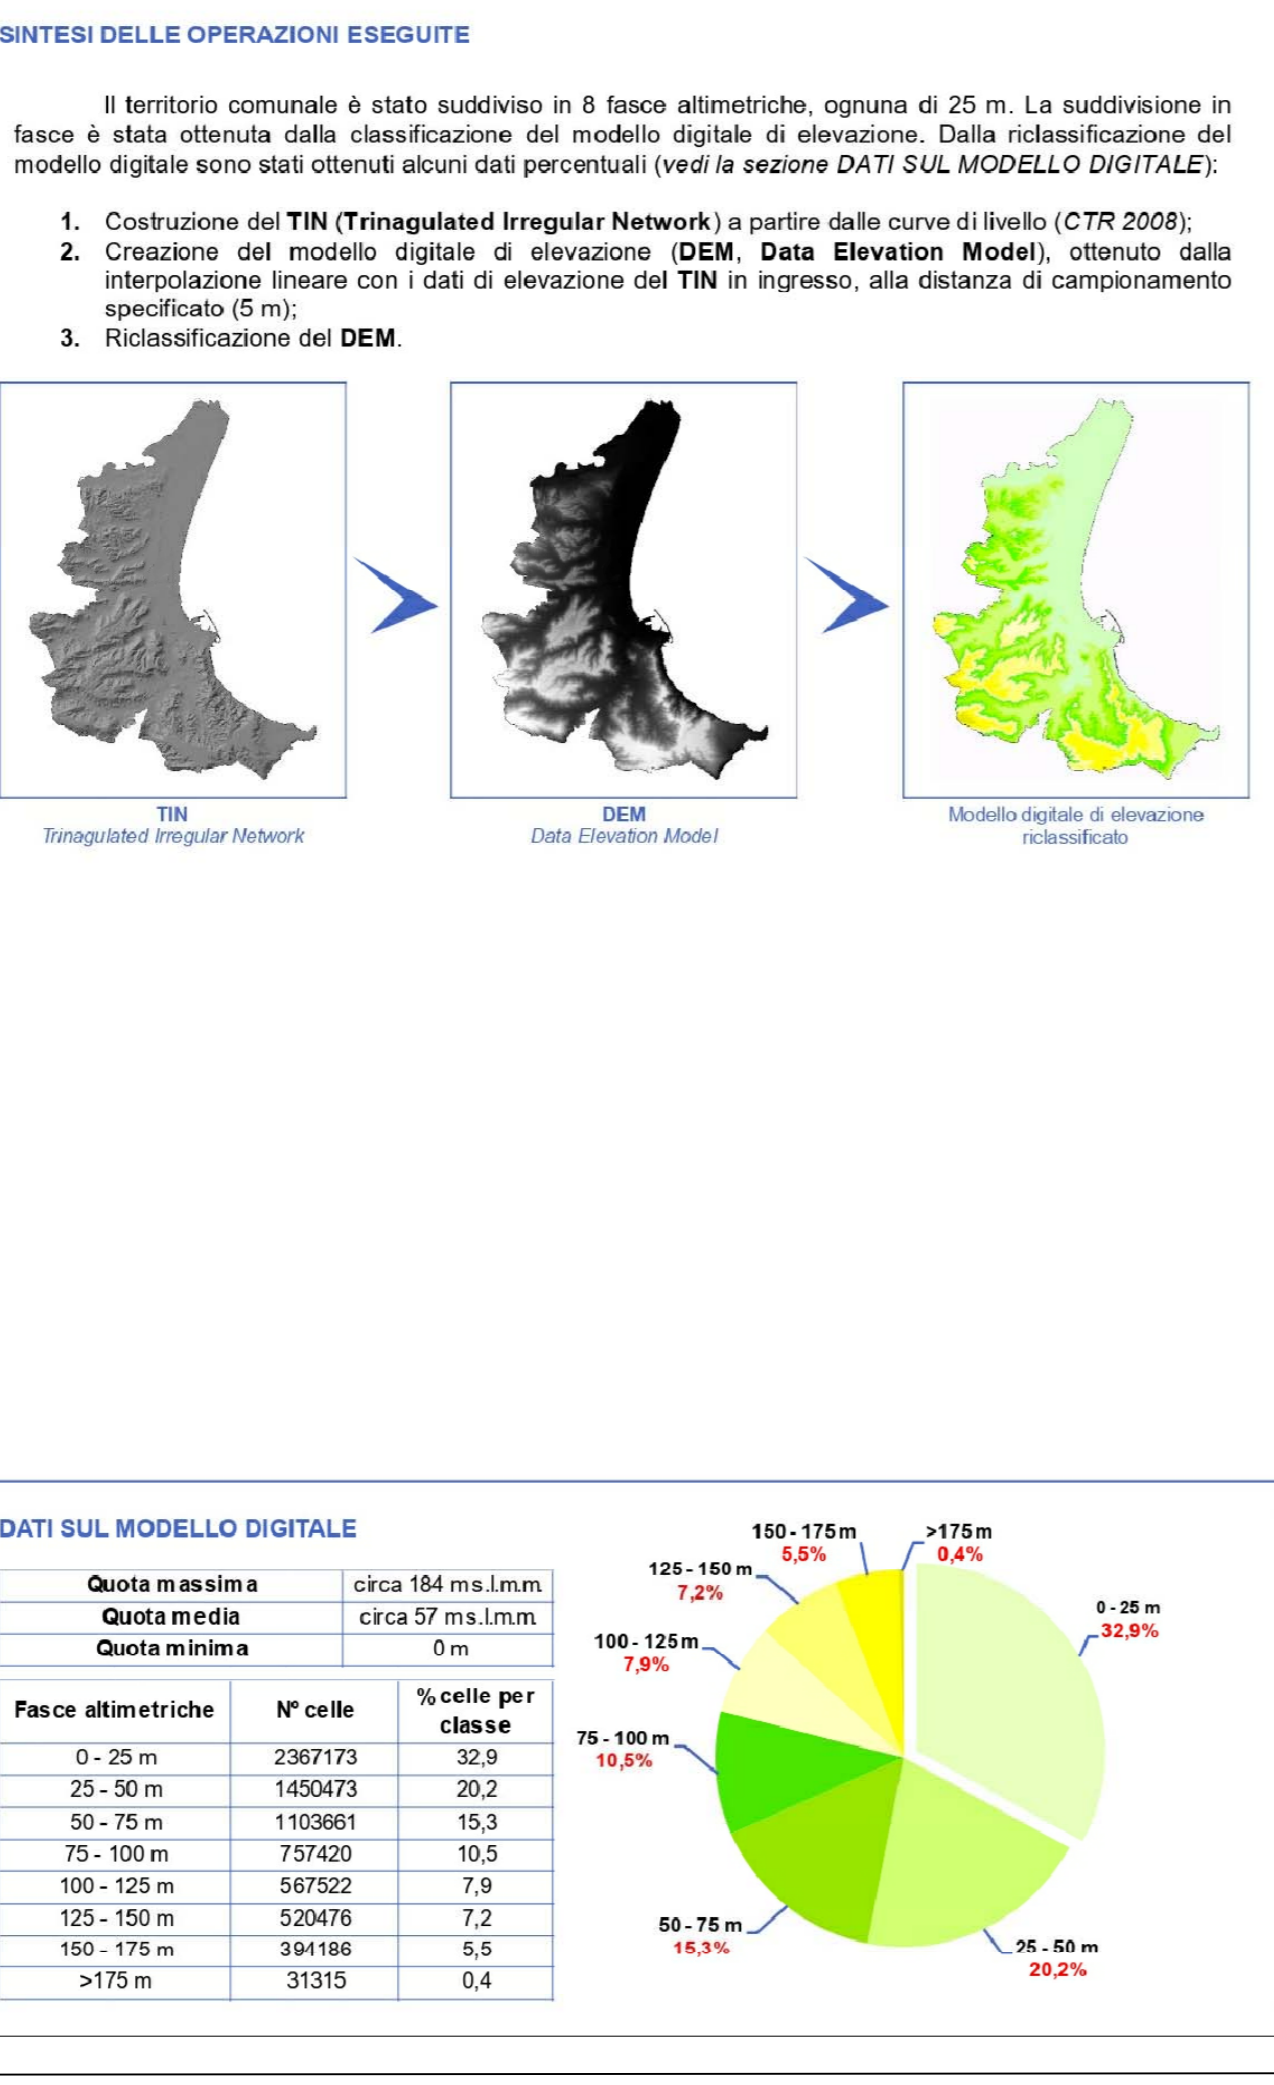 SINTESI DELLE OPERAZIONI ESEGUITE
Il territorio comunale è stato suddiviso in 8 fasce altimetriche, ognuna di 25 m. La suddivisione in
fasce è stata ottenuta dalla classificazione del modello digitale di elevazione. Dalla riclassificazione del
modello digitale sono stati ottenuti alcuni dati percentuali (vedi la sezione DATI SUL MODELLO DIGITALE):
1. Costruzione del TIN (Trinagulated Irregular Network) a partire dalle curve di livello (CTR 2008);
2. Creazione del modello digitale di elevazione (DEM, Data Elevation Model), ottenuto dalla
interpolazione lineare con i dati di elevazione del TIN in ingresso, alla distanza di campionamento
specificato (5 m);
3. Riclassificazione del DEM.
TIN
Trinagulated Irregular Network
DEM
Data Elevation Model
Modello digitale di elevazione
riclassificato
DATI SUL MODELLO DIGITALE
Quota massima circa 184 m s.l.m.m.
Quota media circa 57 m s.l.m.m.
Quota minima 0 m
Fasce altimetriche N° celle % celle per classe
0 - 25 m 2367173 32,9
25 - 50 m 1450473 20,2
50 - 75 m 1103661 15,3
75 - 100 m 757420 10,5
100 - 125 m 567522 7,9
125 - 150 m 520476 7,2
150 - 175 m 394186 5,5
>175 m 31315 0,4
150 - 175 m
5,5%
>175 m
0,4%
125 - 150 m
7,2%
0 - 25 m
32,9%
100 - 125 m
7,9%
75 - 100 m
10,5%
50 - 75 m
15,3%
25 - 50 m
20,2%